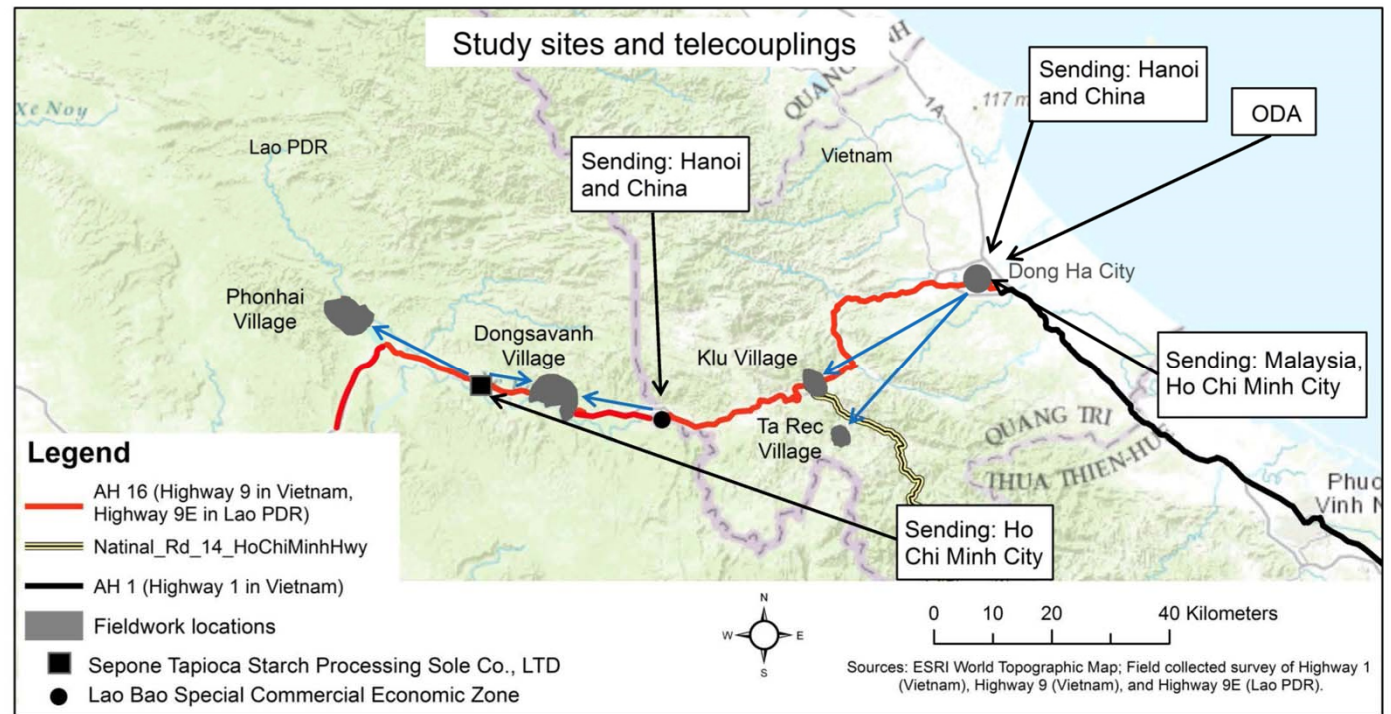 Study sites and telecouplings
Sending: Hanoi
and China
ODA
117 m
1A
QUANG
Xe Noy
Lao PDR
Vietnam
Sending: Hanoi
and China
Dong Ha City
Phonhai
Village
Dongsavanh
Village
Klu Village
Sending: Malaysia,
Ho Chi Minh City
Ta Rec
Village
QUANG TRI
THUA THIEN-HUE
Phuo
Vinh N
Sending: Ho
Chi Minh City
Legend
AH 16 (Highway 9 in Vietnam,
Highway 9E in Lao PDR)
Natinal_Rd_14_HoChiMinhHwy
AH 1 (Highway 1 in Vietnam)
Fieldwork locations
Sepone Tapioca Starch Processing Sole Co., LTD
Lao Bao Special Commercial Economic Zone
N
W E
S
0 10 20 40 Kilometers
Sources: ESRI World Topographic Map; Field collected survey of Highway 1
(Vietnam), Highway 9 (Vietnam), and Highway 9E (Lao PDR).